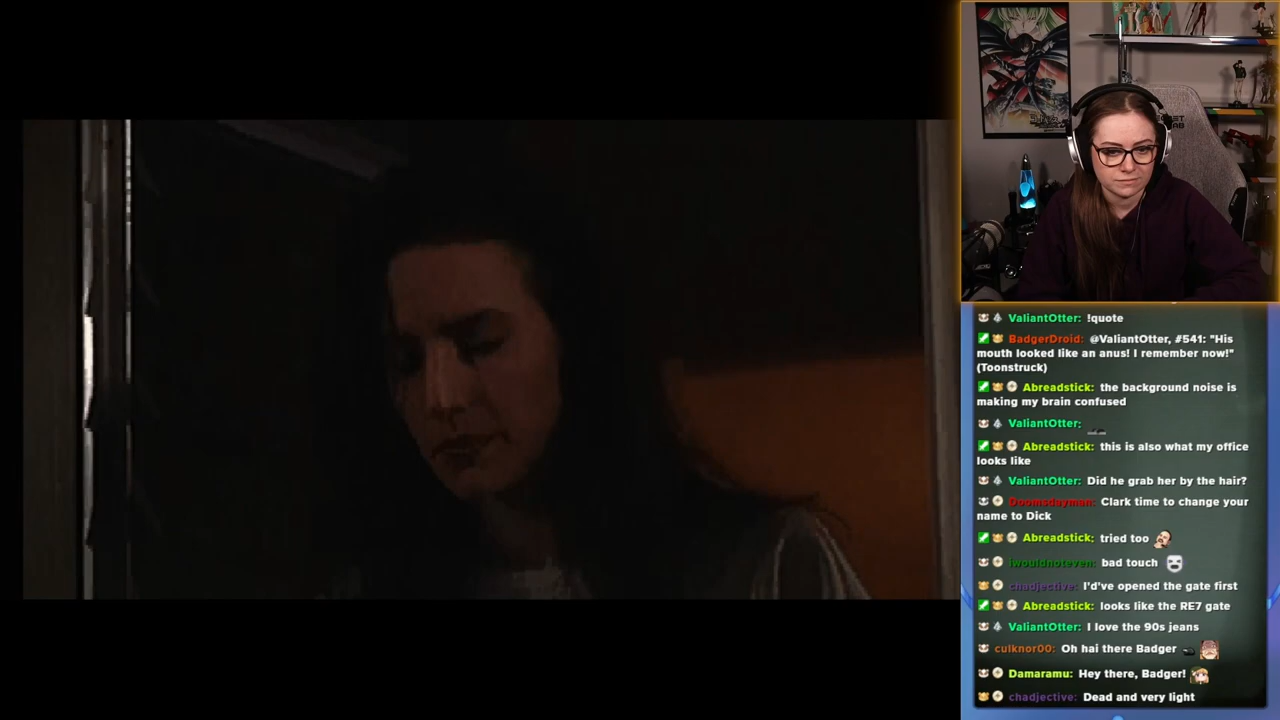 ValiantOtter: !quote
BadgerDroid: @ValiantOtter, #541: "His
mouth looked like an anus! I remember now!"
(Toonstruck)
Abreadstick: the background noise is
making my brain confused
ValiantOtter:
Abreadstick: this is also what my office
looks like
ValiantOtter: Did he grab her by the hair?
Doomsdayman: Clark time to change your
name to Dick
Abreadstick: tried too
iwouldnoteven: bad touch
chadjective: I'd've opened the gate first
Abreadstick: looks like the RE7 gate
ValiantOtter: I love the 90s jeans
culknor00: Oh hai there Badger
Damaramu: Hey there, Badger!
chadjective: Dead and very light